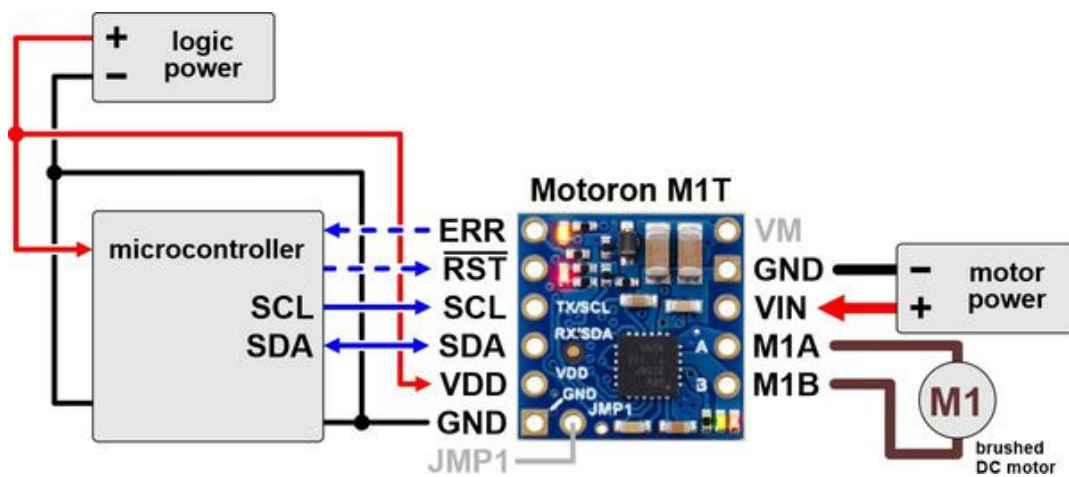 + logic
− power
Motoron M1T
microcontroller
ERR
RST
SCL
SDA
SCL
SDA
VDD
GND
JMP1
TX/SCL
RX/SDA
VDD
GND
JMP1
A
B
VM
GND
VIN
M1A
M1B
− motor
+ power
M1
brushed
DC motor